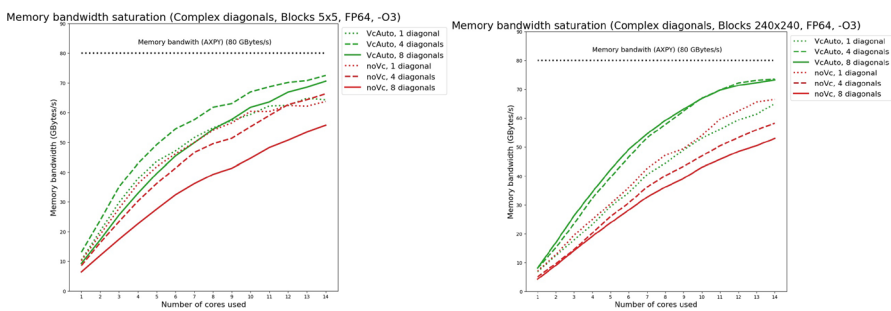 Memory bandwidth saturation (Complex diagonals, Blocks 5x5, FP64, -O3)
90
80
70
60
50
40
30
20
10
0
Memory bandwidth (GBytes/s)
Memory bandwith (AXPY) (80 GBytes/s)
1 2 3 4 5 6 7 8 9 10 11 12 13 14
Number of cores used
VcAuto, 1 diagonal
VcAuto, 4 diagonals
VcAuto, 8 diagonals
noVc, 1 diagonal
noVc, 4 diagonals
noVc, 8 diagonals
Memory bandwidth saturation (Complex diagonals, Blocks 240x240, FP64, -O3)
90
80
70
60
50
40
30
20
10
0
Memory bandwidth (GBytes/s)
Memory bandwith (AXPY) (80 GBytes/s)
1 2 3 4 5 6 7 8 9 10 11 12 13 14
Number of cores used
VcAuto, 1 diagonal
VcAuto, 4 diagonals
VcAuto, 8 diagonals
noVc, 1 diagonal
noVc, 4 diagonals
noVc, 8 diagonals